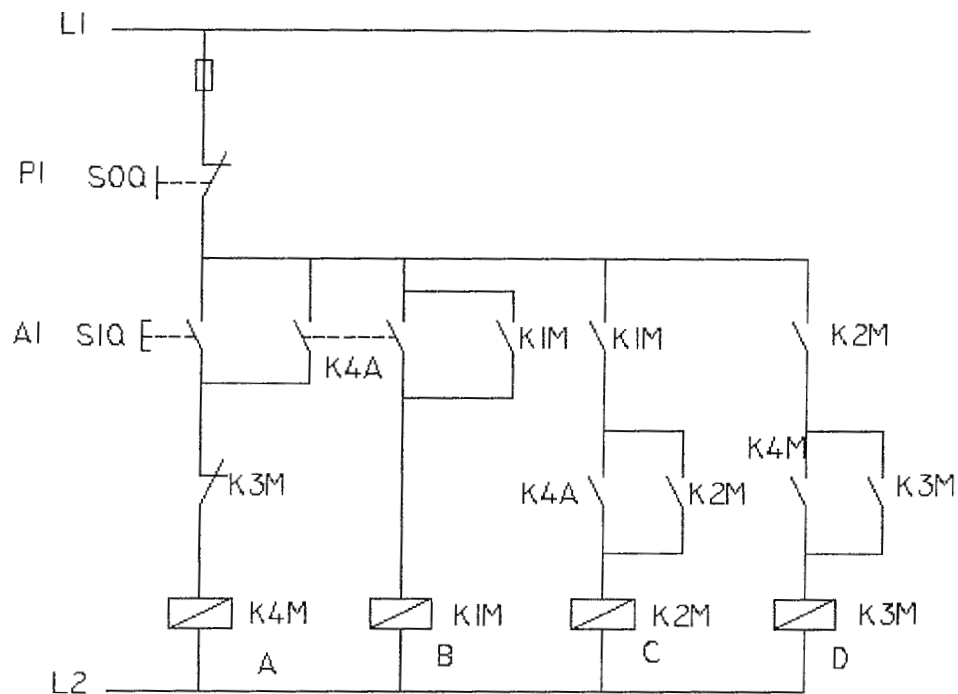 L1
P1 S0Q
A1 S1Q K4A K1M K1M K2M
K3M K4A K2M K4M K3M
K4M K1M K2M K3M
A B C D
L2